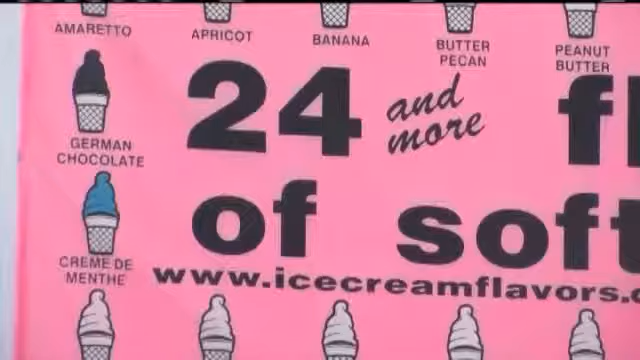 AMARETTO
APRICOT
BANANA
BUTTER
PECAN
PEANUT
BUTTER
24 and more fl
GERMAN
CHOCOLATE
of soft
CREME DE
MENTHE
www.icecreamflavors.c